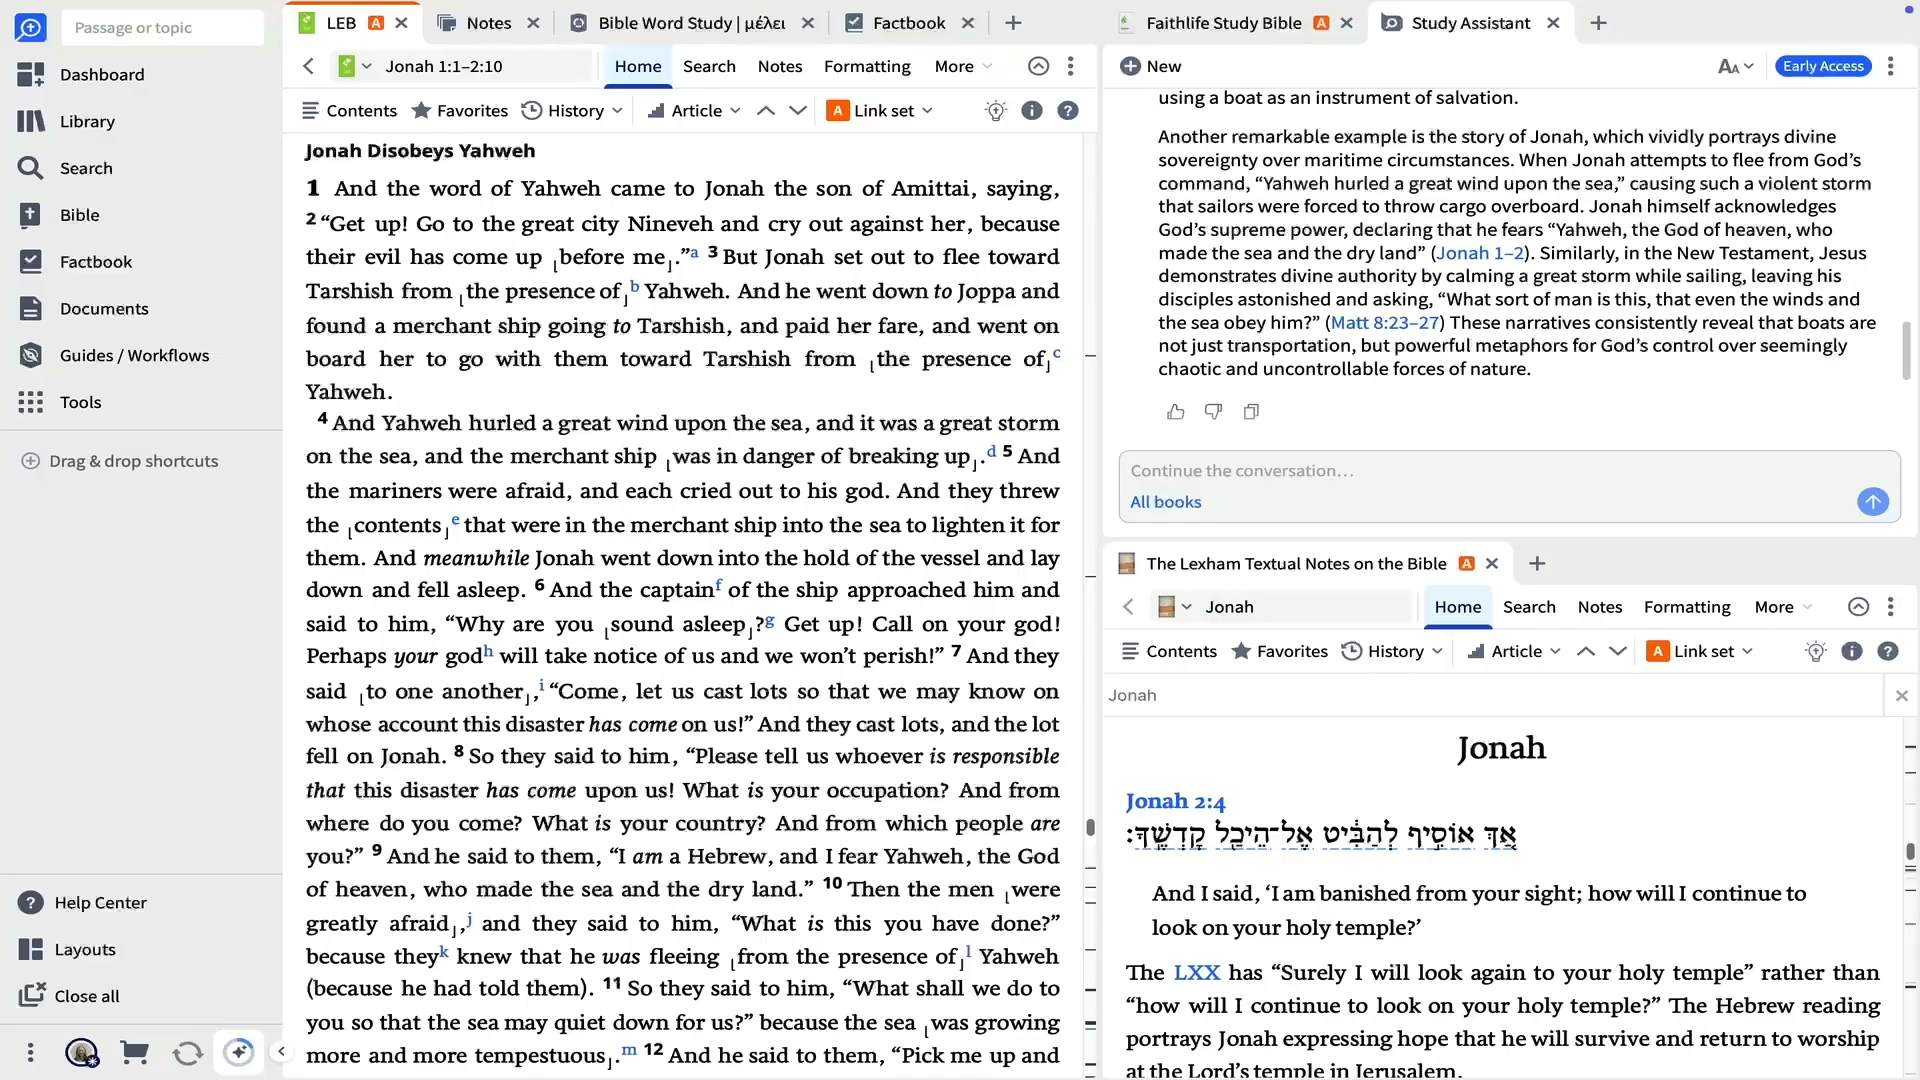 Passage or topic
Dashboard
Library
Search
Bible
Factbook
Documents
Guides / Workflows
Tools
Drag & drop shortcuts
Help Center
Layouts
Close all
LEB A
Notes
Bible Word Study | μέλει
Factbook
Jonah 1:1–2:10
Home
Search
Notes
Formatting
More
Contents
Favorites
History
Article
A Link set
Jonah Disobeys Yahweh
1 And the word of Yahweh came to Jonah the son of Amittai, saying,
2 “Get up! Go to the great city Nineveh and cry out against her, because
their evil has come up ⌊before me⌋.”a 3 But Jonah set out to flee toward
Tarshish from ⌊the presence of⌋b Yahweh. And he went down to Joppa and
found a merchant ship going to Tarshish, and paid her fare, and went on
board her to go with them toward Tarshish from ⌊the presence of⌋c
Yahweh.
4 And Yahweh hurled a great wind upon the sea, and it was a great storm
on the sea, and the merchant ship ⌊was in danger of breaking up⌋.d 5 And
the mariners were afraid, and each cried out to his god. And they threw
the ⌊contents⌋e that were in the merchant ship into the sea to lighten it for
them. And meanwhile Jonah went down into the hold of the vessel and lay
down and fell asleep. 6 And the captainf of the ship approached him and
said to him, “Why are you ⌊sound asleep⌋?g Get up! Call on your god!
Perhaps your godh will take notice of us and we won’t perish!” 7 And they
said ⌊to one another⌋,i “Come, let us cast lots so that we may know on
whose account this disaster has come on us!” And they cast lots, and the lot
fell on Jonah. 8 So they said to him, “Please tell us whoever is responsible
that this disaster has come upon us! What is your occupation? And from
where do you come? What is your country? And from which people are
you?” 9 And he said to them, “I am a Hebrew, and I fear Yahweh, the God
of heaven, who made the sea and the dry land.” 10 Then the men ⌊were
greatly afraid⌋,j and they said to him, “What is this you have done?”
because theyk knew that he was fleeing ⌊from the presence of⌋l Yahweh
(because he had told them). 11 So they said to him, “What shall we do to
you so that the sea may quiet down for us?” because the sea ⌊was growing
more and more tempestuous⌋.m 12 And he said to them, “Pick me up and
Faithlife Study Bible A
Study Assistant
New
AA
Early Access
using a boat as an instrument of salvation.
Another remarkable example is the story of Jonah, which vividly portrays divine
sovereignty over maritime circumstances. When Jonah attempts to flee from God’s
command, “Yahweh hurled a great wind upon the sea,” causing such a violent storm
that sailors were forced to throw cargo overboard. Jonah himself acknowledges
God’s supreme power, declaring that he fears “Yahweh, the God of heaven, who
made the sea and the dry land” (Jonah 1–2). Similarly, in the New Testament, Jesus
demonstrates divine authority by calming a great storm while sailing, leaving his
disciples astonished and asking, “What sort of man is this, that even the winds and
the sea obey him?” (Matt 8:23–27) These narratives consistently reveal that boats are
not just transportation, but powerful metaphors for God’s control over seemingly
chaotic and uncontrollable forces of nature.
Continue the conversation…
All books
The Lexham Textual Notes on the Bible A
Jonah
Home
Search
Notes
Formatting
More
Contents
Favorites
History
Article
A Link set
Jonah
Jonah
Jonah 2:4
אַ֚ךְ אוֹסִ֣יף לְהַבִּ֔יט אֶל־הֵיכַ֖ל קָדְשֶֽׁךָ׃
And I said, ‘I am banished from your sight; how will I continue to
look on your holy temple?’
The LXX has “Surely I will look again to your holy temple” rather than
“how will I continue to look on your holy temple?” The Hebrew reading
portrays Jonah expressing hope that he will survive and return to worship
at the Lord’s temple in Jerusalem.